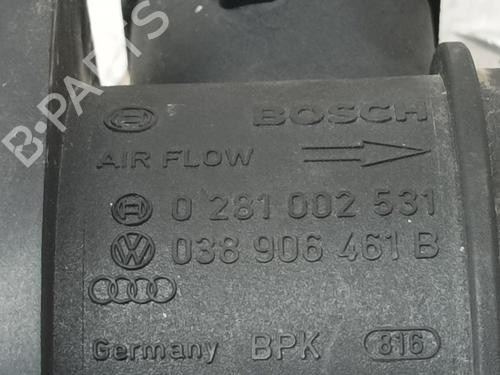 BOSCH
AIR FLOW
0 281 002 531
038 906 461 B
Germany BPK 816
B-PARTS